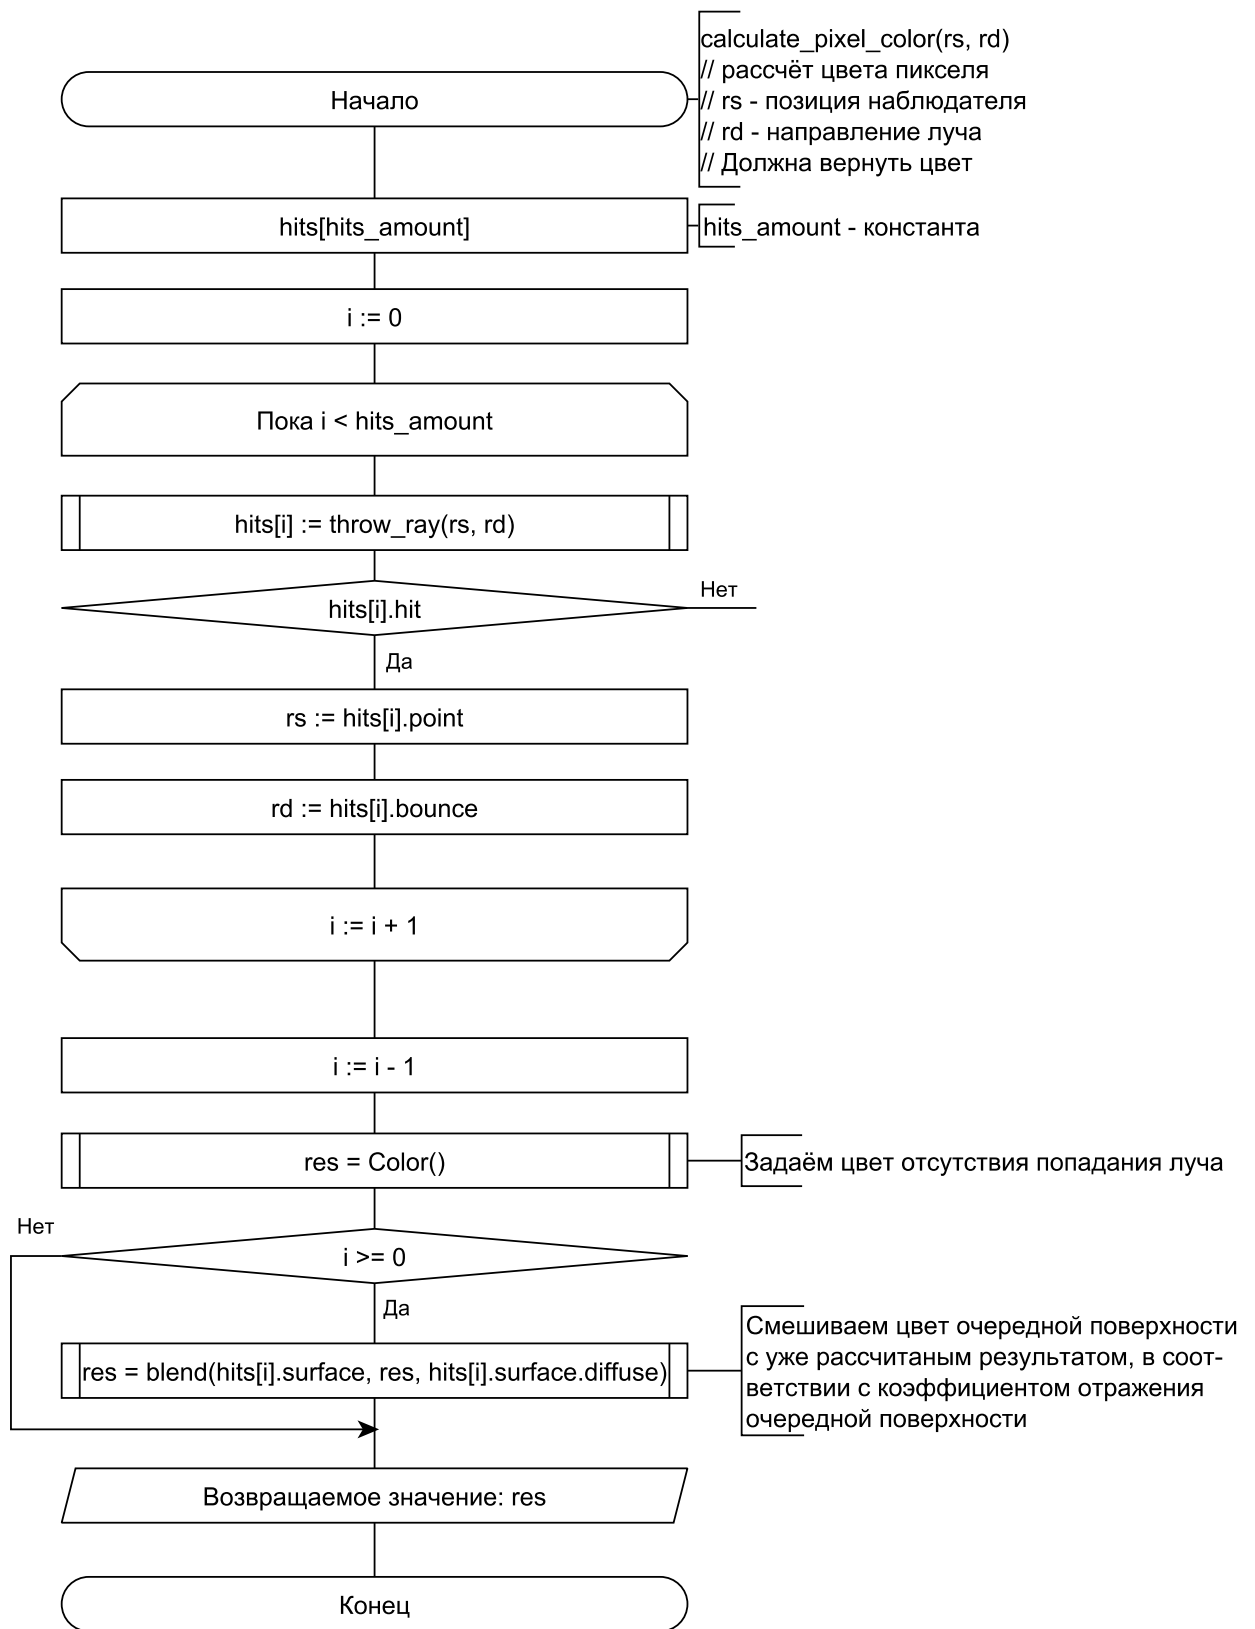 calculate_pixel_color(rs, rd)
// рассчёт цвета пикселя
// rs - позиция наблюдателя
// rd - направление луча
// Должна вернуть цвет
Начало
hits[hits_amount]
hits_amount - константа
i := 0
Пока i < hits_amount
hits[i] := throw_ray(rs, rd)
hits[i].hit
Нет
Да
rs := hits[i].point
rd := hits[i].bounce
i := i + 1
i := i - 1
res = Color()
Задаём цвет отсутствия попадания луча
Нет
i >= 0
Да
res = blend(hits[i].surface, res, hits[i].surface.diffuse)
Смешиваем цвет очередной поверхности
с уже рассчитаным результатом, в соот-
ветствии с коэффициентом отражения
очередной поверхности
Возвращаемое значение: res
Конец